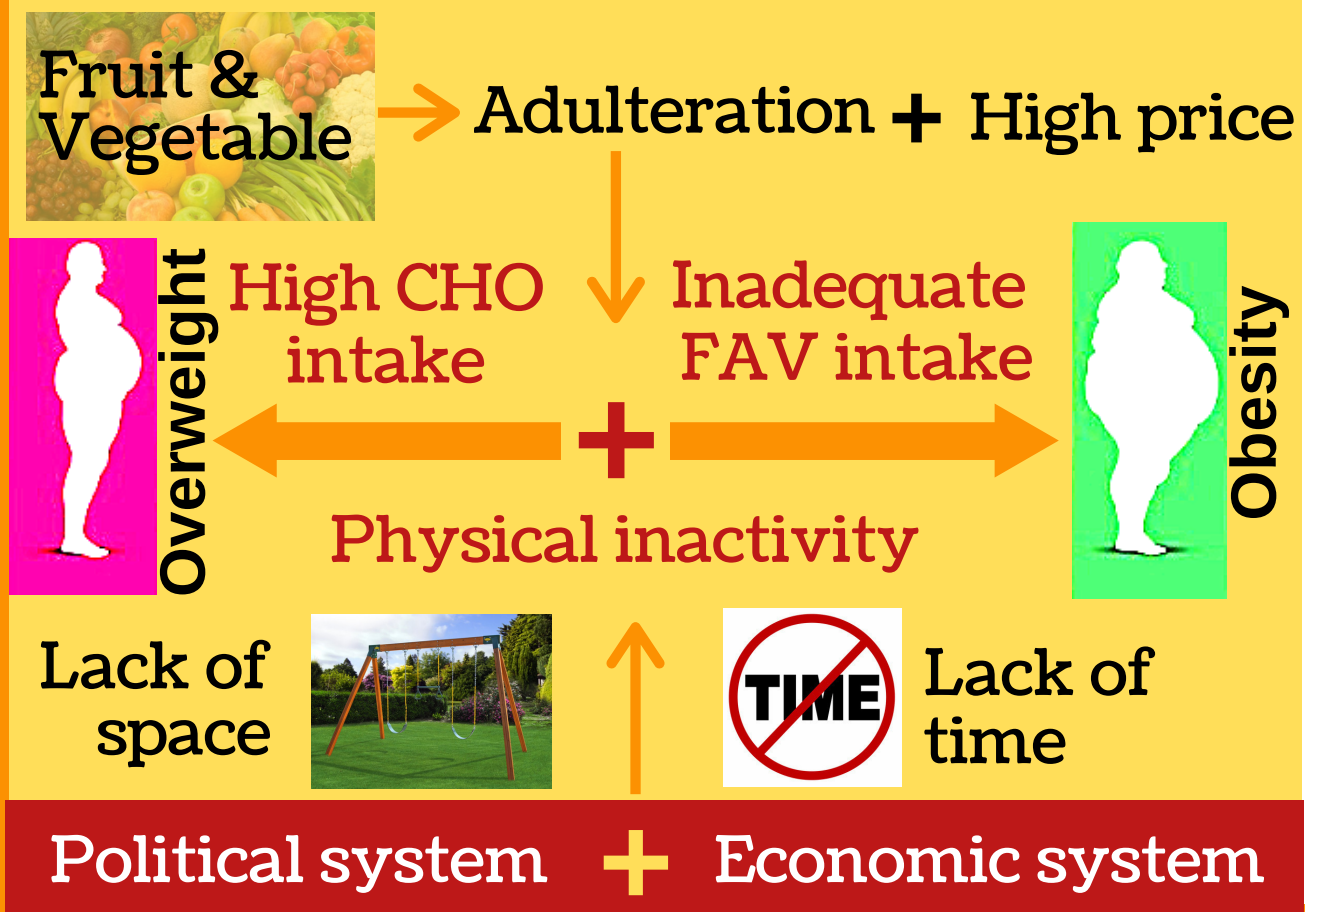 Fruit &
Vegetable
Adulteration + High price
Overweight
High CHO
intake
Inadequate
FAV intake
Obesity
+
Physical inactivity
Lack of
space
TIME
Lack of
time
Political system + Economic system